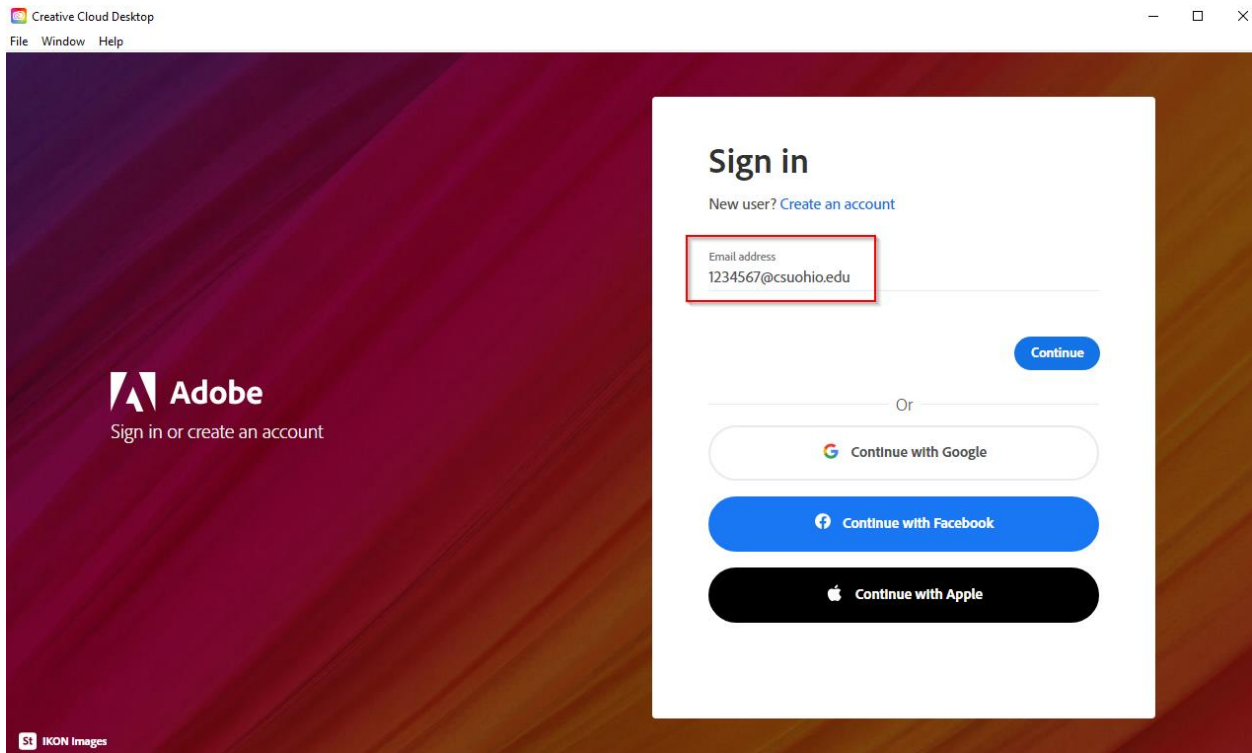 Creative Cloud Desktop
File Window Help
Sign in
New user? Create an account
Email address
1234567@csuohio.edu
Continue
Or
Continue with Google
Continue with Facebook
Continue with Apple
Adobe
Sign in or create an account
St IKON Images